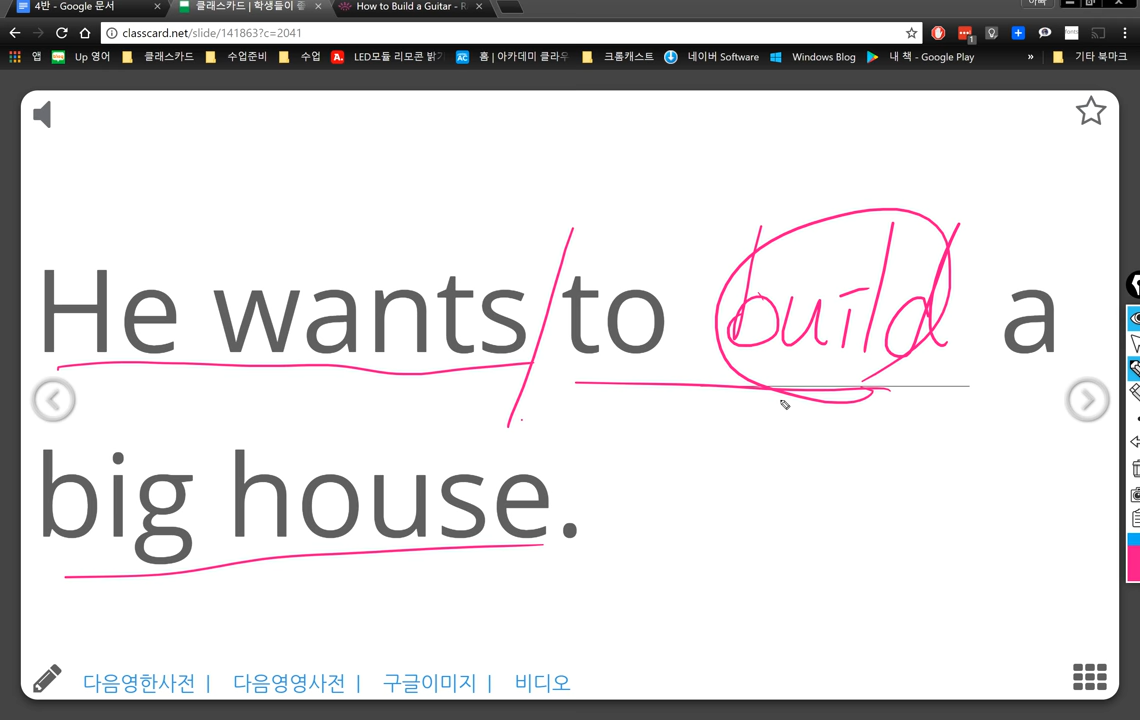 4반 - Google 문서
클래스카드 | 학생들이 좋
How to Build a Guitar - R
classcard.net/slide/141863?c=2041
앱 Up 영어 클래스카드 수업준비 수업 LED모듈 리모콘 밝기 홈 | 아카데미 클라우 크롬캐스트 네이버 Software Windows Blog 내 책 - Google Play » 기타 북마크
He wants / to build a
big house.
다음영한사전 | 다음영영사전 | 구글이미지 | 비디오